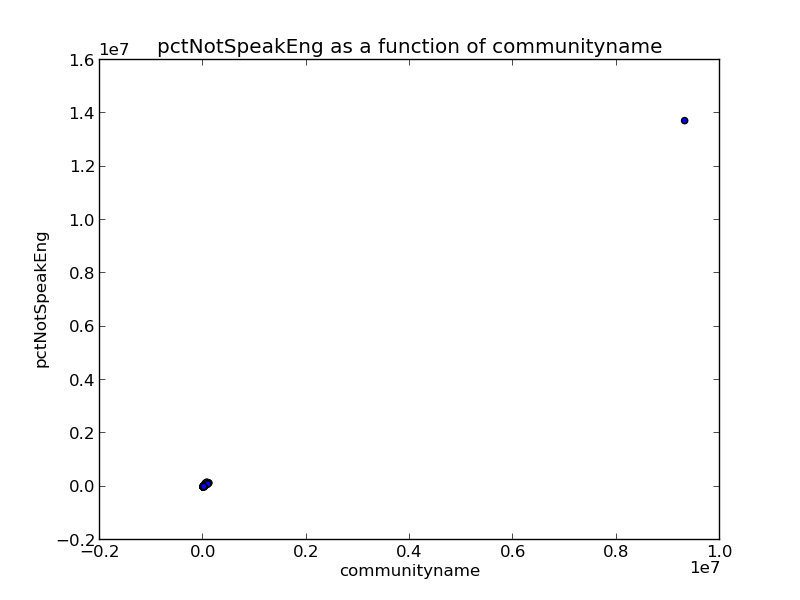 pctNotSpeakEng as a function of communityname
1e7
1.6
1.4
1.2
1.0
0.8
0.6
0.4
0.2
0.0
−0.2
pctNotSpeakEng
−0.2 0.0 0.2 0.4 0.6 0.8 1.0
1e7
communityname